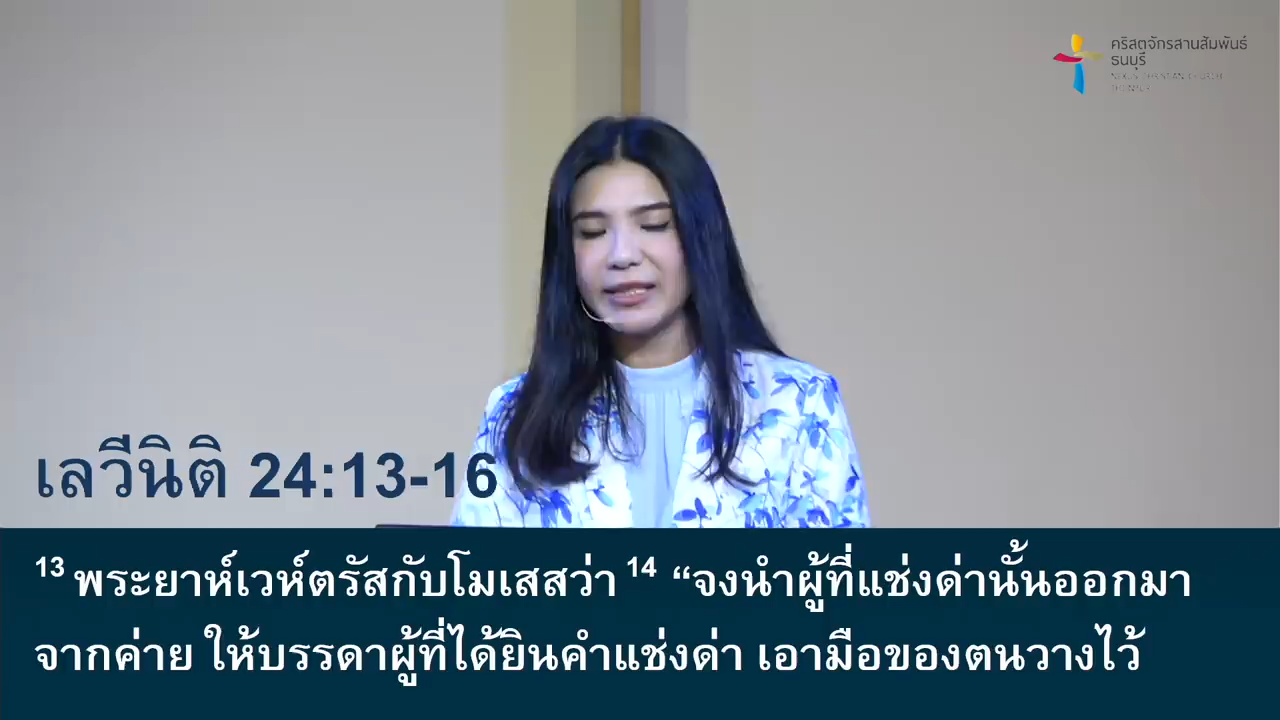 คริสตจักรสานสัมพันธ์
ธนบุรี
เลวีนิติ 24:13-16
13 พระยาห์เวห์ตรัสกับโมเสสว่า 14 “จงนำผู้ที่แช่งด่านั้นออกมา
จากค่าย ให้บรรดาผู้ที่ได้ยินคำแช่งด่า เอามือของตนวางไว้